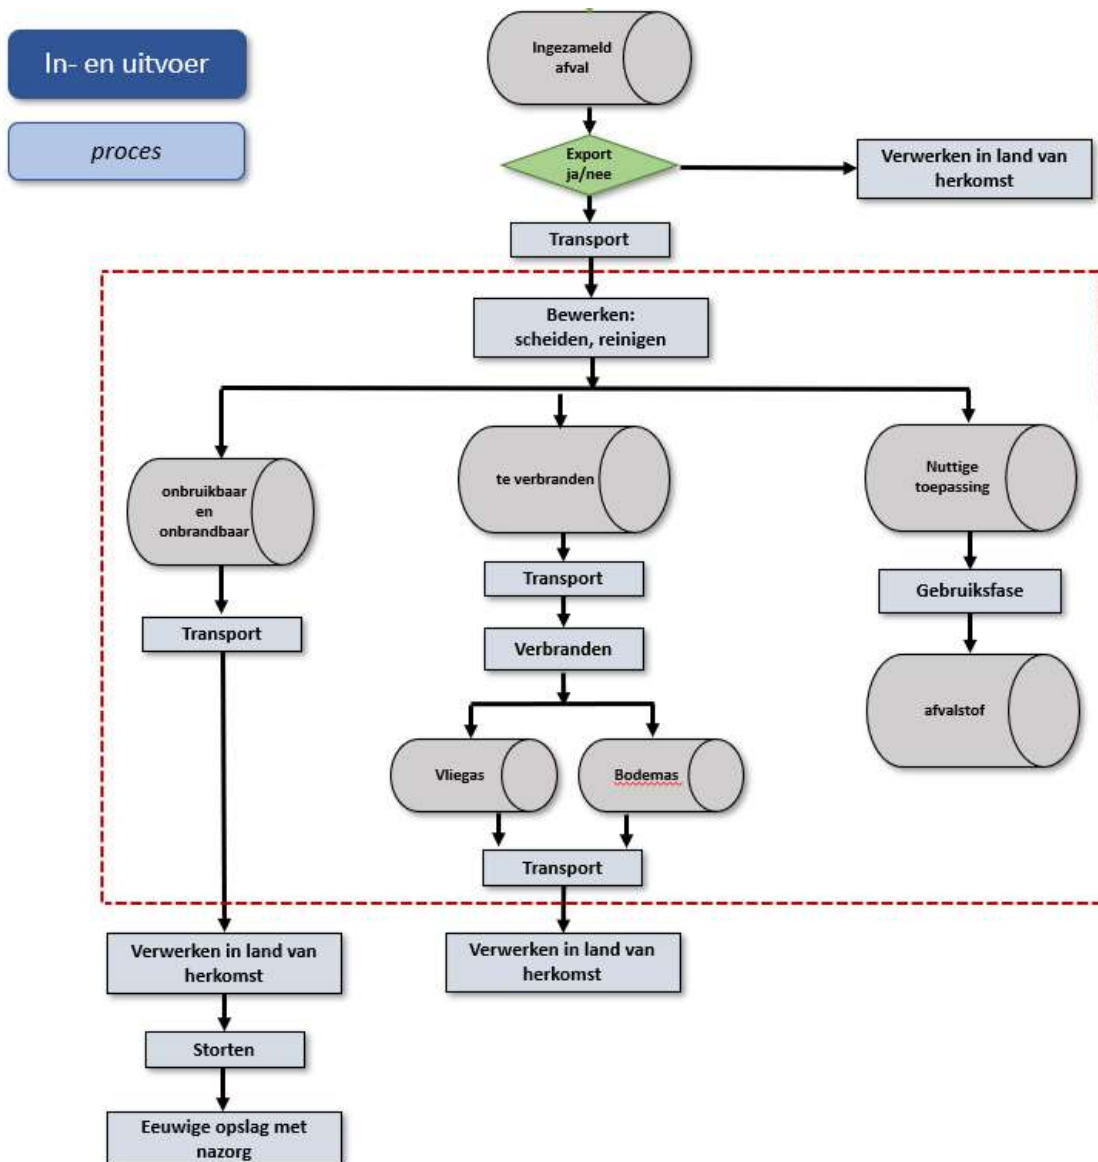 In- en uitvoer
proces
Ingezameld
afval
Export
ja/nee
Verwerken in land van
herkomst
Transport
Bewerken:
scheiden, reinigen
onbruikbaar
en
onbrandbaar
te verbranden
Nuttige
toepassing
Transport
Gebruiksfase
Transport
Verbranden
afvalstof
Vliegas
Bodemas
Transport
Verwerken in land van
herkomst
Verwerken in land van
herkomst
Storten
Eeuwige opslag met
nazorg